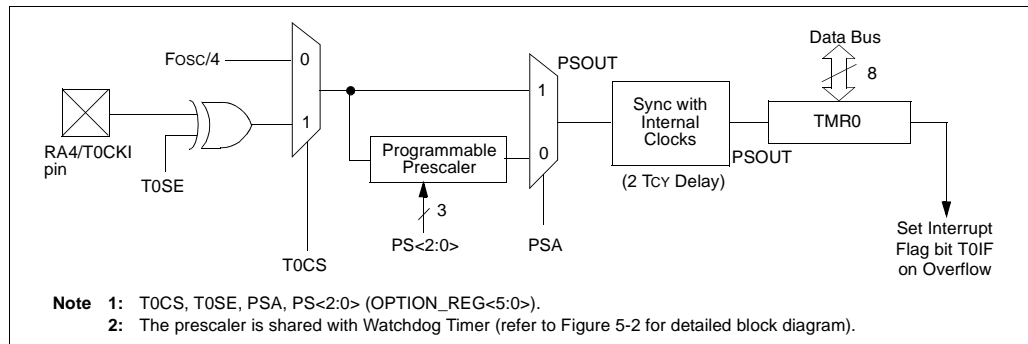 Data Bus
FOSC/4
0
PSOUT
8
1
Sync with
Internal
Clocks
TMR0
1
RA4/T0CKI
pin
Programmable
Prescaler
0
PSOUT
T0SE
(2 TCY Delay)
3
Set Interrupt
Flag bit T0IF
on Overflow
PS<2:0>
PSA
T0CS
Note 1: T0CS, T0SE, PSA, PS<2:0> (OPTION_REG<5:0>).
2: The prescaler is shared with Watchdog Timer (refer to Figure 5-2 for detailed block diagram).